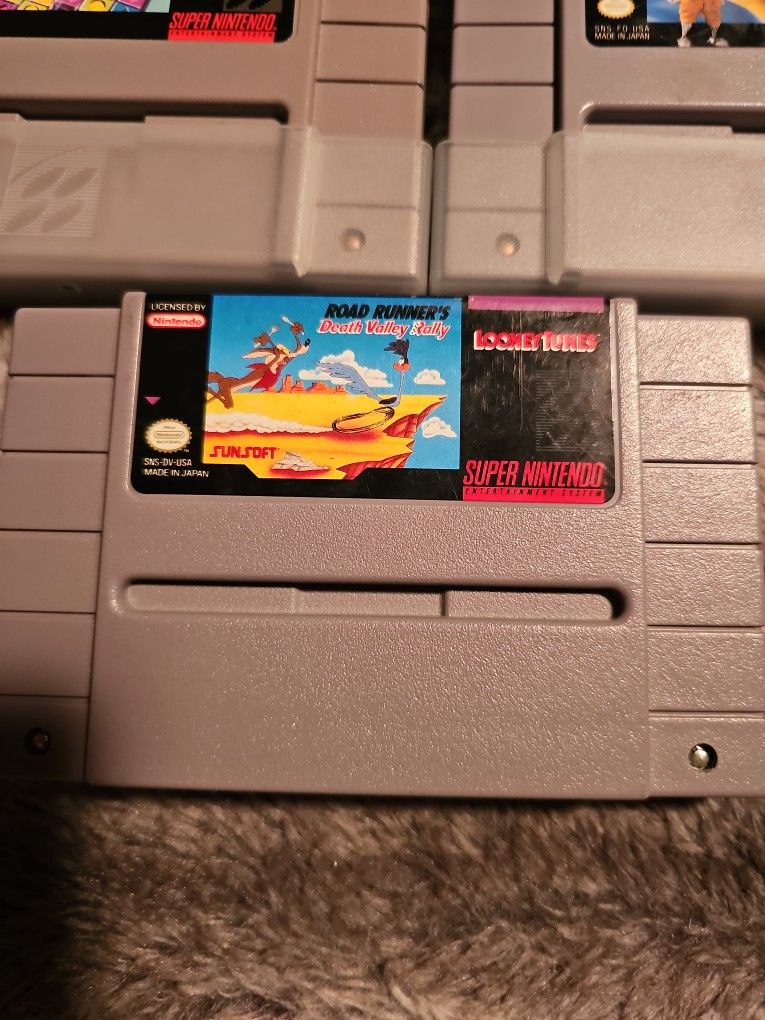 SUPER NINTENDO
ENTERTAINMENT SYSTEM
SNS-FO-USA
MADE IN JAPAN
LICENSED BY
Nintendo
ROAD RUNNER'S
Death Valley Rally
LOONEY TUNES
SUNSOFT
SNS-DV-USA
MADE IN JAPAN
SUPER NINTENDO
ENTERTAINMENT SYSTEM